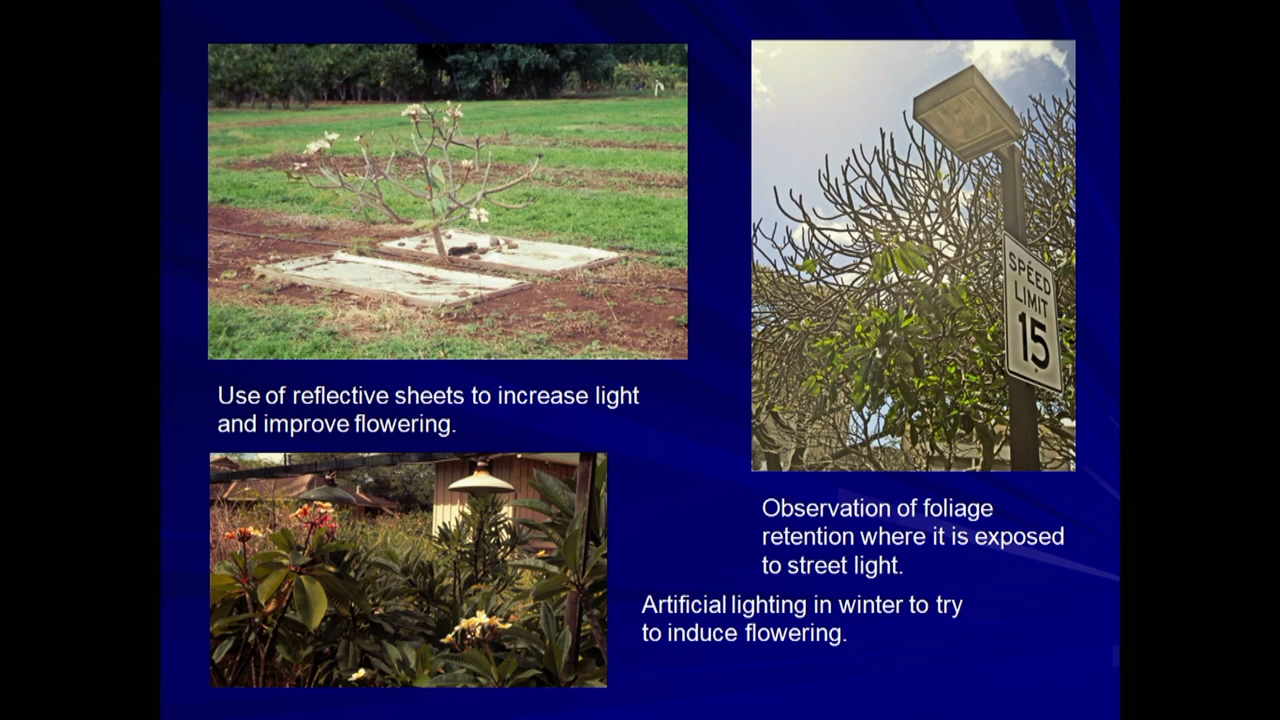 SPEED
LIMIT
15
Use of reflective sheets to increase light
and improve flowering.
Observation of foliage
retention where it is exposed
to street light.
Artificial lighting in winter to try
to induce flowering.